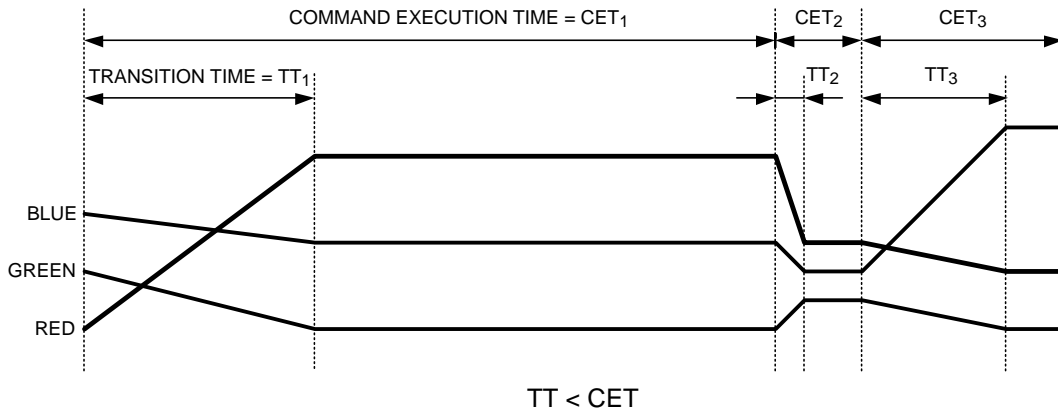 COMMAND EXECUTION TIME = CET1 CET2 CET3
TRANSITION TIME = TT1 TT2 TT3
BLUE
GREEN
RED
TT < CET